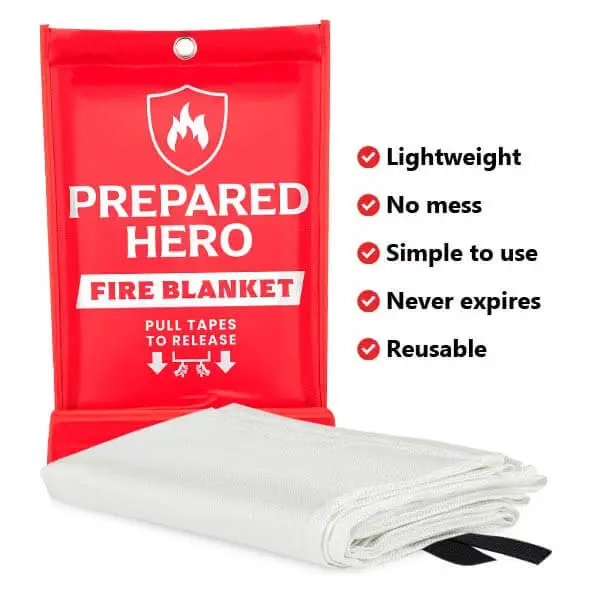 PREPARED
HERO
FIRE BLANKET
PULL TAPES
TO RELEASE
Lightweight
No mess
Simple to use
Never expires
Reusable